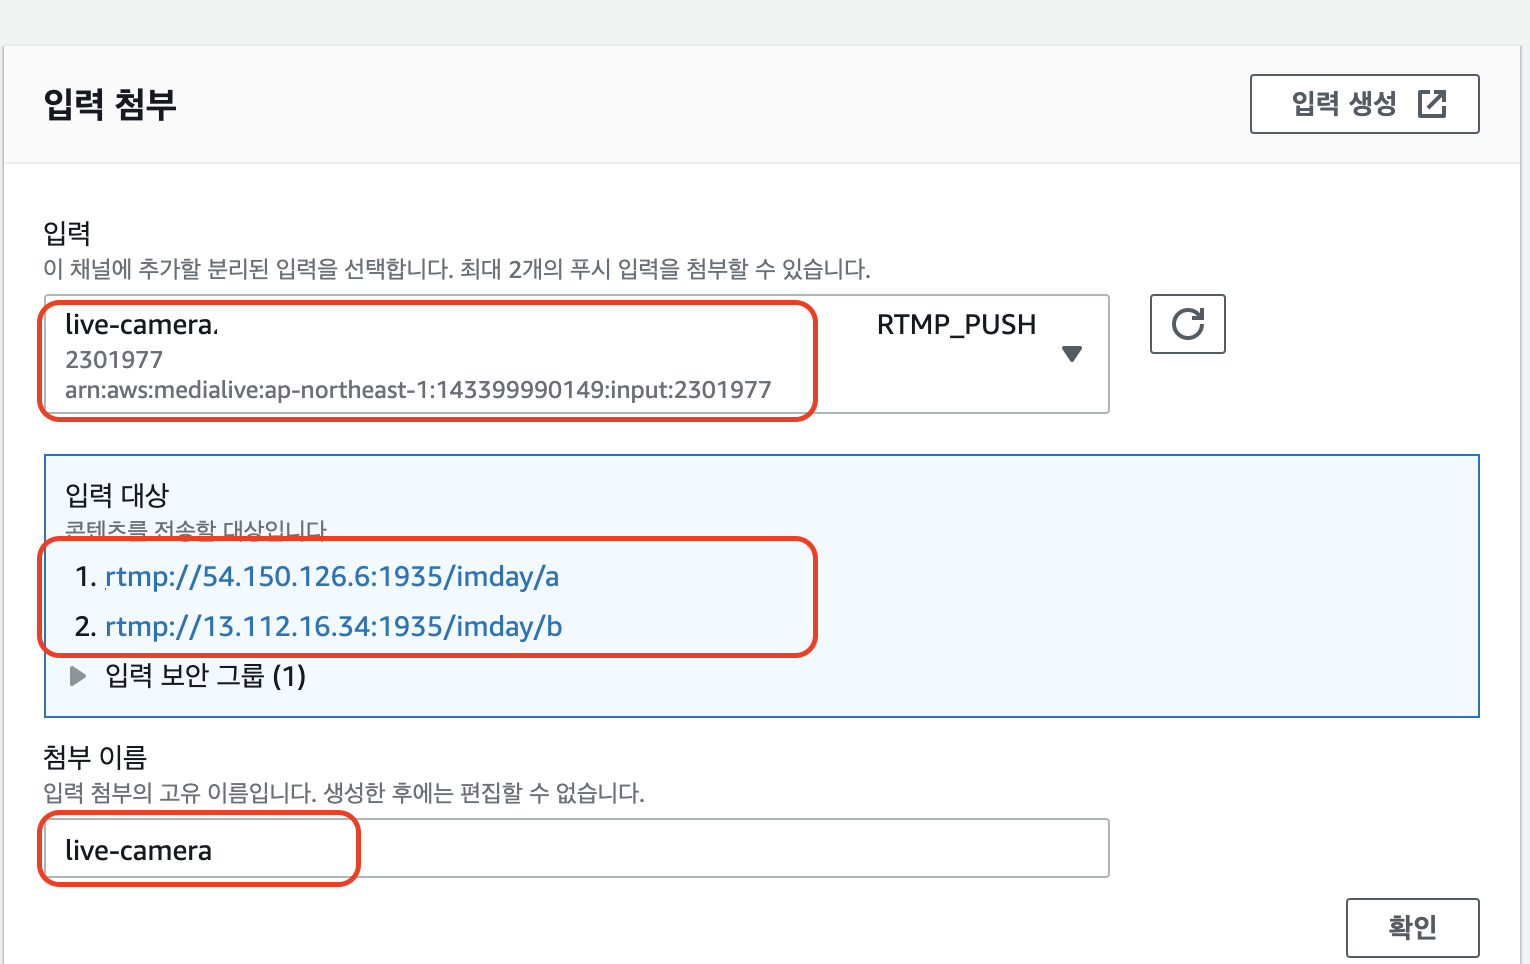 입력 첨부
입력 생성
입력
이 채널에 추가할 분리된 입력을 선택합니다. 최대 2개의 푸시 입력을 첨부할 수 있습니다.
live-camera. RTMP_PUSH
2301977
arn:aws:medialive:ap-northeast-1:143399990149:input:2301977
입력 대상
콘텐츠를 전송할 대상입니다
1. rtmp://54.150.126.6:1935/imday/a
2. rtmp://13.112.16.34:1935/imday/b
입력 보안 그룹 (1)
첨부 이름
입력 첨부의 고유 이름입니다. 생성한 후에는 편집할 수 없습니다.
live-camera
확인